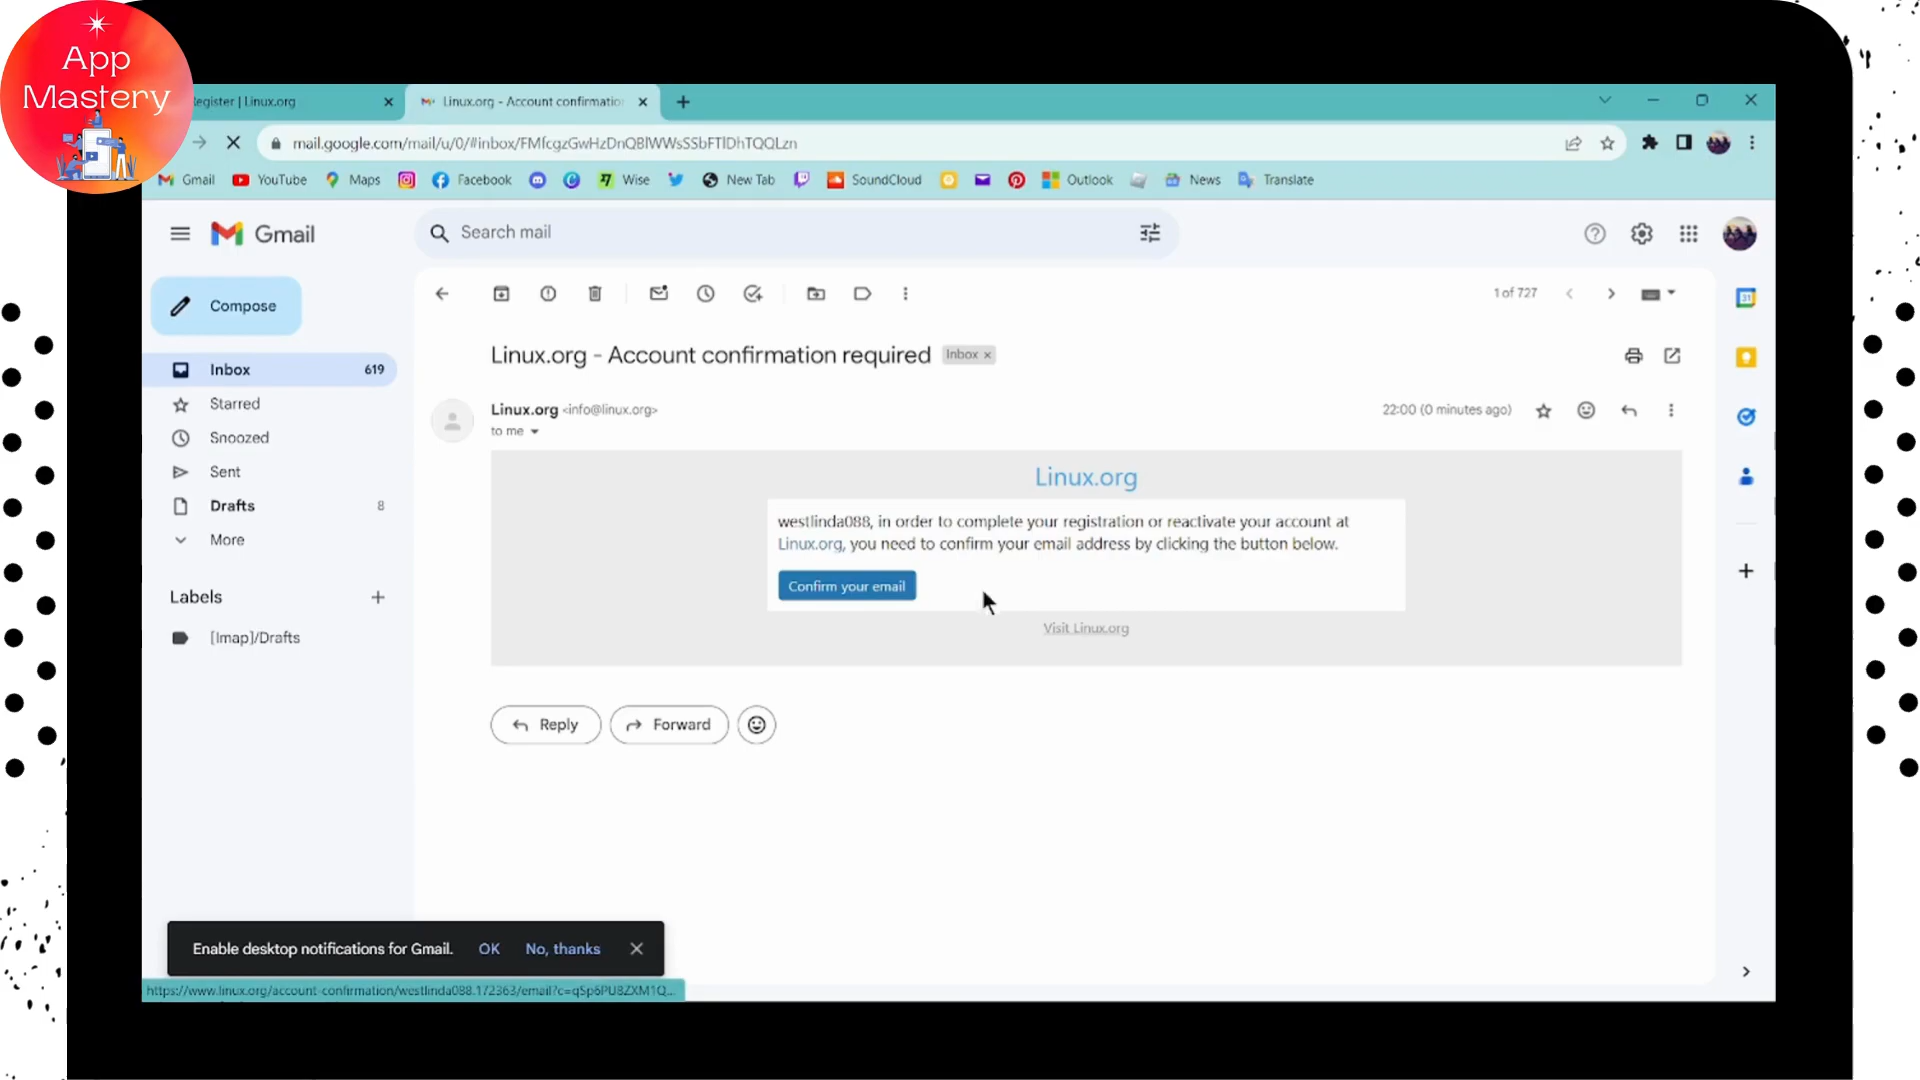 App
Mastery
Register | Linux.org
Linux.org - Account confirmatio
mail.google.com/mail/u/0/#inbox/FMfcgzGwHzDnQBlWWsSSbFTlDhTQQLzn
Gmail
YouTube
Maps
Facebook
Wise
New Tab
SoundCloud
Outlook
News
Translate
Gmail
Search mail
Compose
1 of 727
Linux.org - Account confirmation required
Inbox ×
Inbox
619
Starred
Linux.org <info@linux.org>
22:00 (0 minutes ago)
to me
Snoozed
Sent
Linux.org
Drafts
8
westlinda088, in order to complete your registration or reactivate your account at
Linux.org, you need to confirm your email address by clicking the button below.
More
Confirm your email
Labels
Visit Linux.org
[Imap]/Drafts
Reply
Forward
Enable desktop notifications for Gmail.
OK
No, thanks
https://www.linux.org/account-confirmation/westlinda088.172363/email?c=qSp6PU8ZXM1Q...